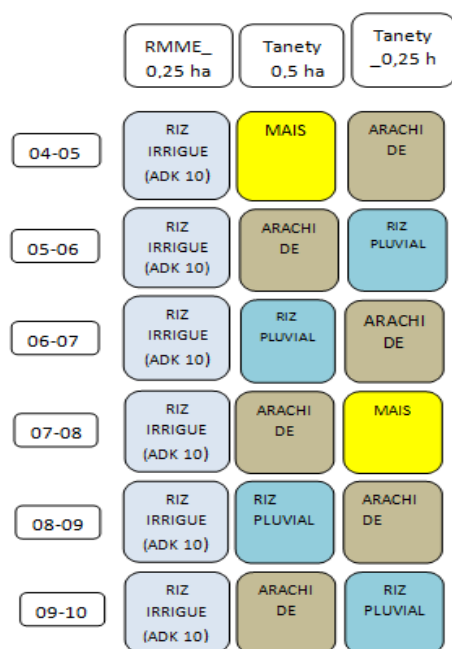 RMME_
0,25 ha
Tanety
0,5 ha
Tanety
_0,25 h
04-05
RIZ
IRRIGUE
(ADK 10)
MAIS
ARACHI
DE
05-06
RIZ
IRRIGUE
(ADK 10)
ARACHI
DE
RIZ
PLUVIAL
06-07
RIZ
IRRIGUE
(ADK 10)
RIZ
PLUVIAL
ARACHI
DE
07-08
RIZ
IRRIGUE
(ADK 10)
ARACHI
DE
MAIS
08-09
RIZ
IRRIGUE
(ADK 10)
RIZ
PLUVIAL
ARACHI
DE
09-10
RIZ
IRRIGUE
(ADK 10)
ARACHI
DE
RIZ
PLUVIAL